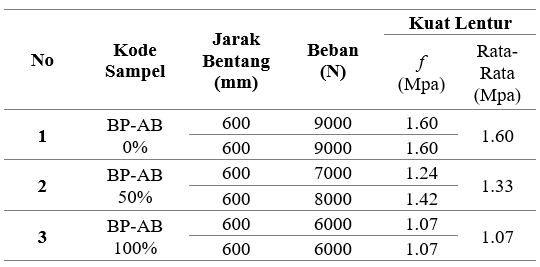 No Kode Sampel Jarak Bentang (mm) Beban (N) Kuat Lentur
f (Mpa) Rata-Rata (Mpa)
1 BP-AB 0% 600 9000 1.60 1.60
600 9000 1.60
2 BP-AB 50% 600 7000 1.24 1.33
600 8000 1.42
3 BP-AB 100% 600 6000 1.07 1.07
600 6000 1.07